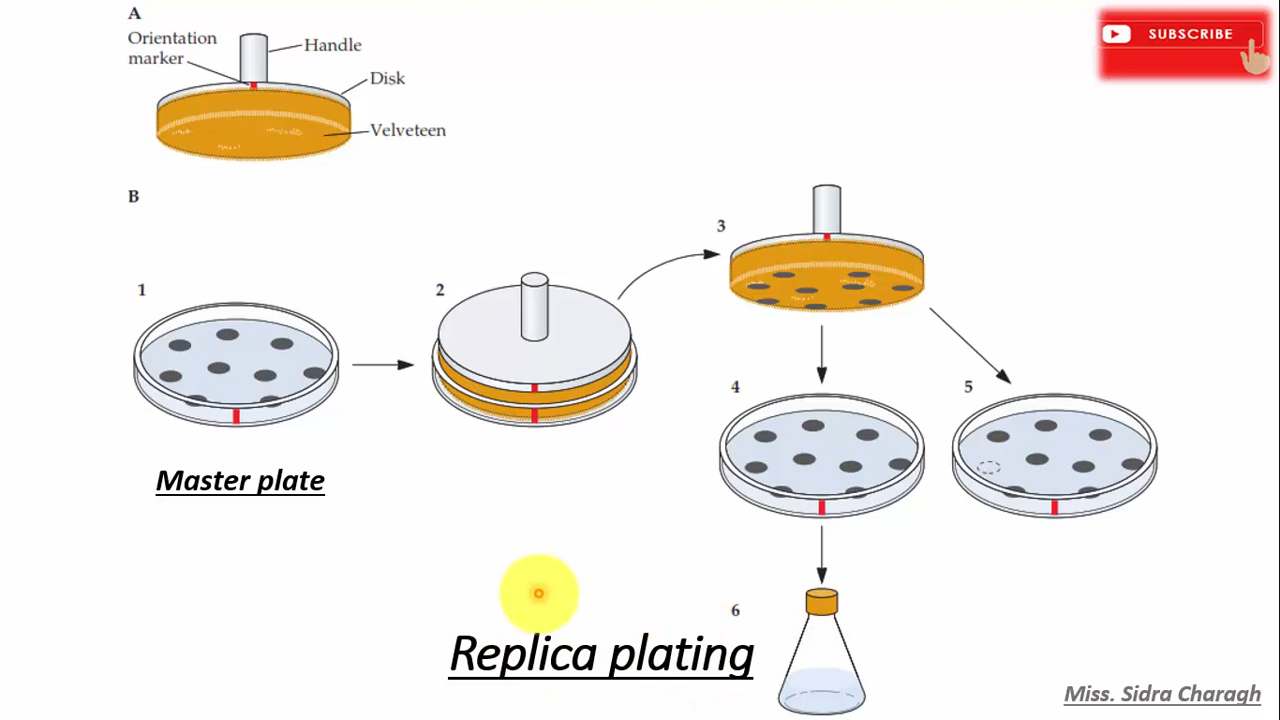 A
Orientation
marker
Handle
Disk
Velveteen
SUBSCRIBE
B
1
2
3
4
5
6
Master plate
Replica plating
Miss. Sidra Charagh